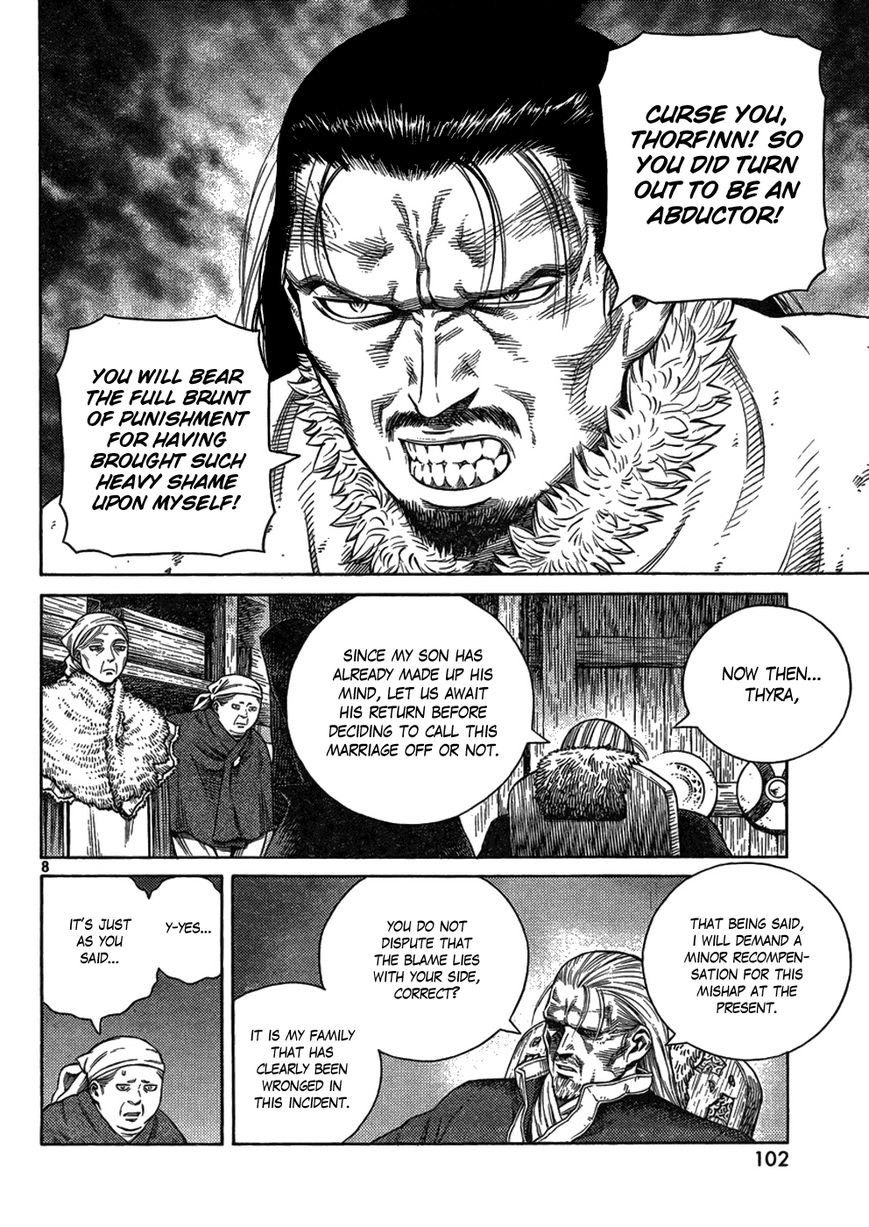 CURSE YOU,
THORFINN! SO
YOU DID TURN
OUT TO BE AN
ABDUCTOR!
YOU WILL BEAR
THE FULL BRUNT
OF PUNISHMENT
FOR HAVING
BROUGHT SUCH
HEAVY SHAME
UPON MYSELF!
NOW THEN...
THYRA,
SINCE MY SON HAS
ALREADY MADE UP HIS
MIND, LET US AWAIT
HIS RETURN BEFORE
DECIDING TO CALL THIS
MARRIAGE OFF OR NOT.
8
THAT BEING SAID,
I WILL DEMAND A
MINOR RECOMPEN-
SATION FOR THIS
MISHAP AT THE
PRESENT.
YOU DO NOT
DISPUTE THAT
THE BLAME LIES
WITH YOUR SIDE,
CORRECT?
IT IS MY FAMILY
THAT HAS
CLEARLY BEEN
WRONGED IN
THIS INCIDENT.
Y-YES...
IT'S JUST
AS YOU
SAID...
102